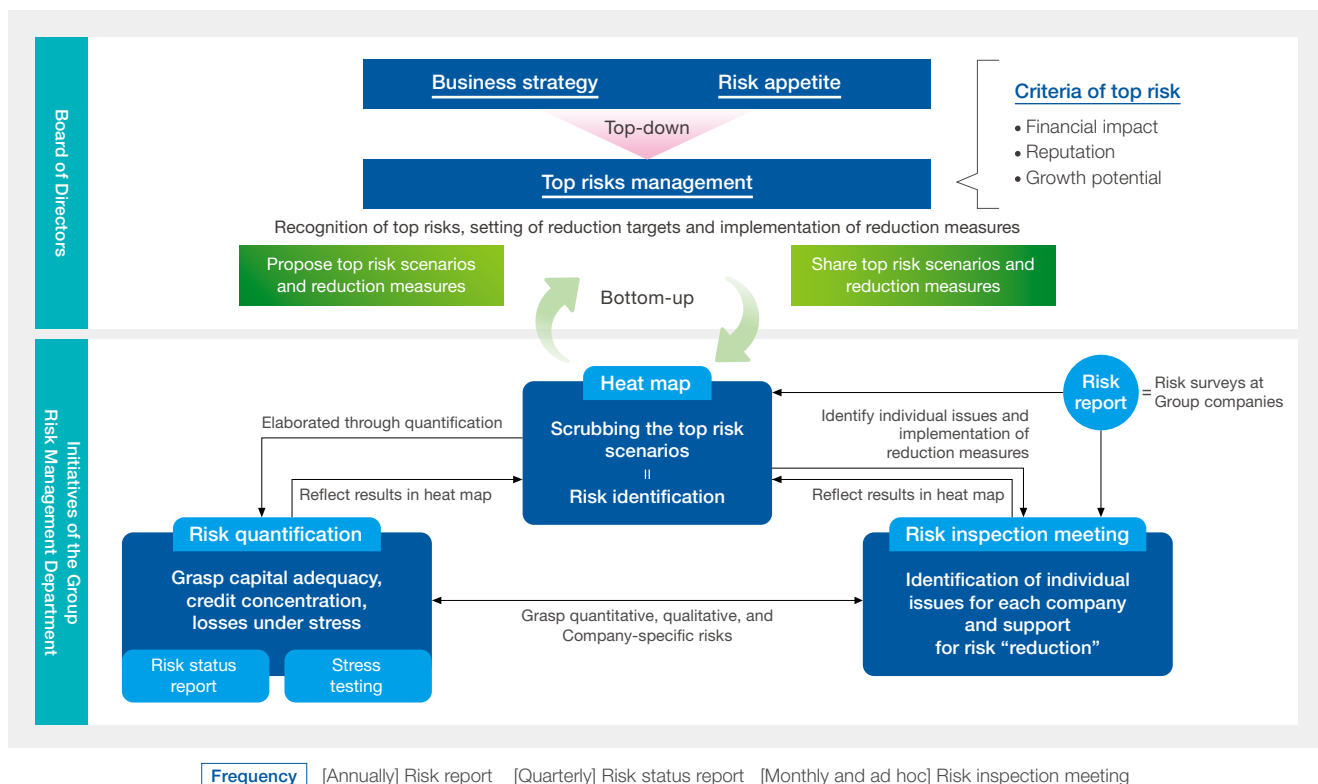 Board of Directors
Business strategy
Risk appetite
Top-down
Top risks management
Criteria of top risk
• Financial impact
• Reputation
• Growth potential
Recognition of top risks, setting of reduction targets and implementation of reduction measures
Propose top risk scenarios
and reduction measures
Bottom-up
Share top risk scenarios and
reduction measures
Initiatives of the Group
Risk Management Department
Heat map
Scrubbing the top risk
scenarios
=
Risk identification
Risk
report
= Risk surveys at
Group companies
Elaborated through quantification
Identify individual issues and
implementation of
reduction measures
Reflect results in heat map
Reflect results in heat map
Risk quantification
Grasp capital adequacy,
credit concentration,
losses under stress
Risk status
report
Stress
testing
Grasp quantitative, qualitative, and
Company-specific risks
Risk inspection meeting
Identification of individual
issues for each company
and support
for risk “reduction”
Frequency [Annually] Risk report [Quarterly] Risk status report [Monthly and ad hoc] Risk inspection meeting